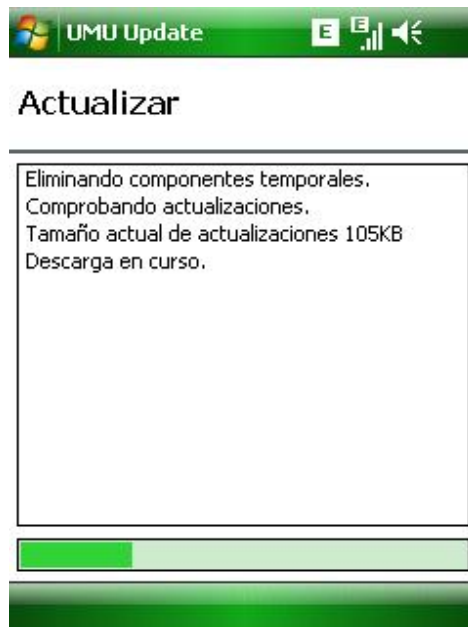 UMU Update
E
E
Actualizar
Eliminando componentes temporales.
Comprobando actualizaciones.
Tamaño actual de actualizaciones 105KB
Descarga en curso.